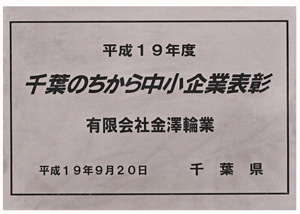 平成19年度
千葉のちから中小企業表彰
有限会社金澤輪業
平成19年9月20日 千葉県